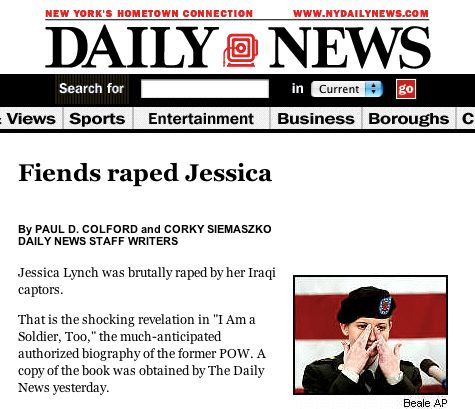 NEW YORK'S HOMETOWN CONNECTION WWW.NYDAILYNEWS.COM
DAILY NEWS
Search for in Current go
& Views Sports Entertainment Business Boroughs C
Fiends raped Jessica
By PAUL D. COLFORD and CORKY SIEMASZKO
DAILY NEWS STAFF WRITERS
Jessica Lynch was brutally raped by her Iraqi
captors.
That is the shocking revelation in "I Am a
Soldier, Too," the much-anticipated
authorized biography of the former POW. A
copy of the book was obtained by The Daily
News yesterday.
Beale AP